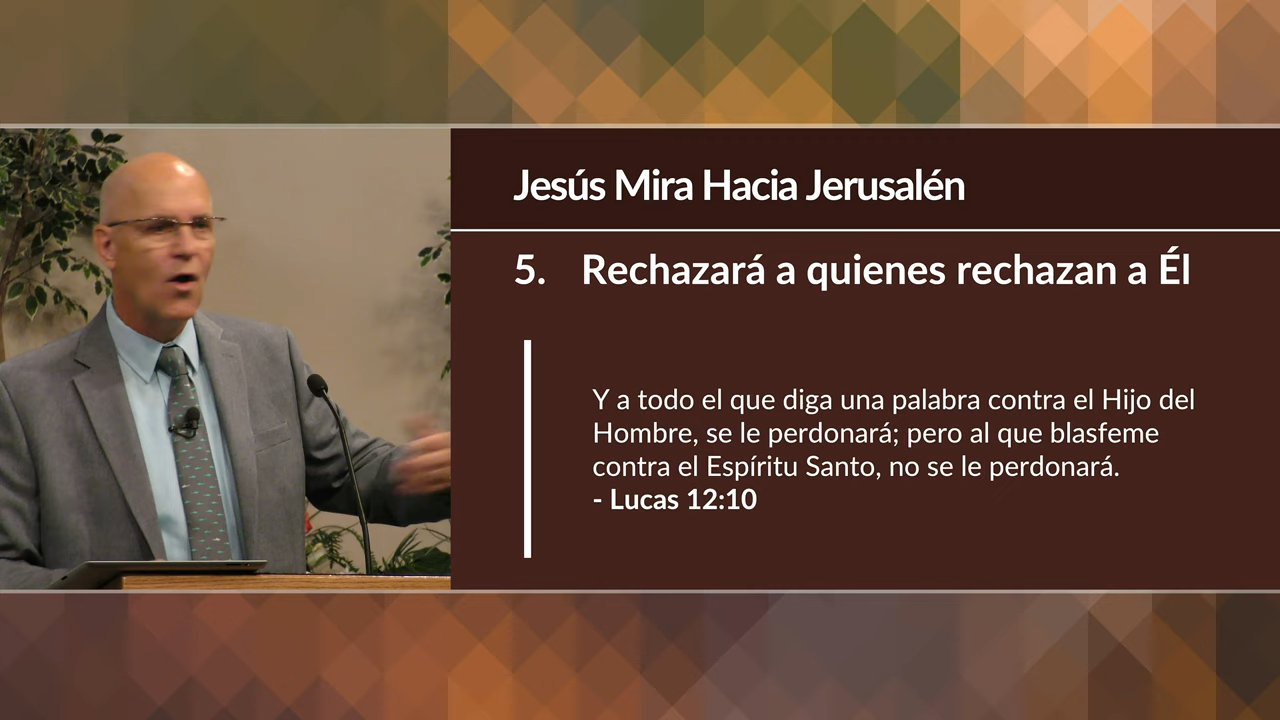 Jesús Mira Hacia Jerusalén
5. Rechazará a quienes rechazan a Él
Y a todo el que diga una palabra contra el Hijo del
Hombre, se le perdonará; pero al que blasfeme
contra el Espíritu Santo, no se le perdonará.
- Lucas 12:10